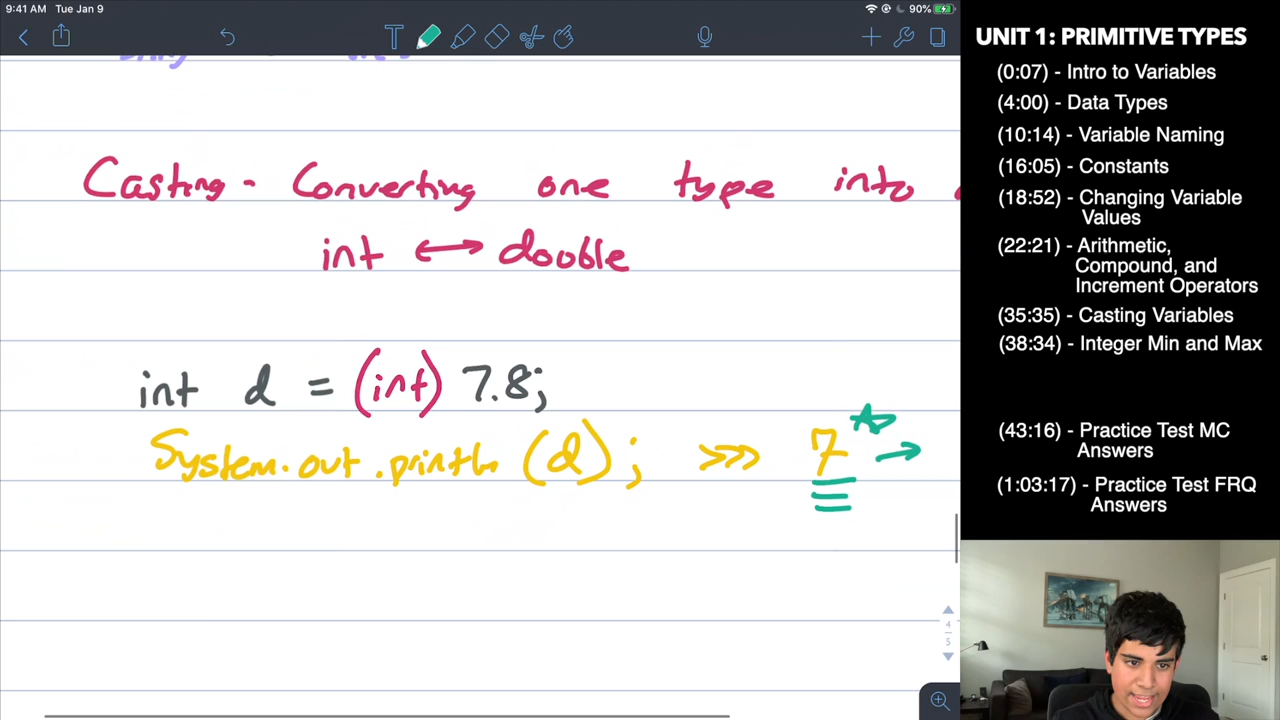 9:41 AM Tue Jan 9
90%
T
Casting - Converting one type into
int ↔ dooble
int d = (int) 7.8;
System.out.println (d); >>> 7 →
4
5
UNIT 1: PRIMITIVE TYPES
(0:07) - Intro to Variables
(4:00) - Data Types
(10:14) - Variable Naming
(16:05) - Constants
(18:52) - Changing Variable
Values
(22:21) - Arithmetic,
Compound, and
Increment Operators
(35:35) - Casting Variables
(38:34) - Integer Min and Max
(43:16) - Practice Test MC
Answers
(1:03:17) - Practice Test FRQ
Answers